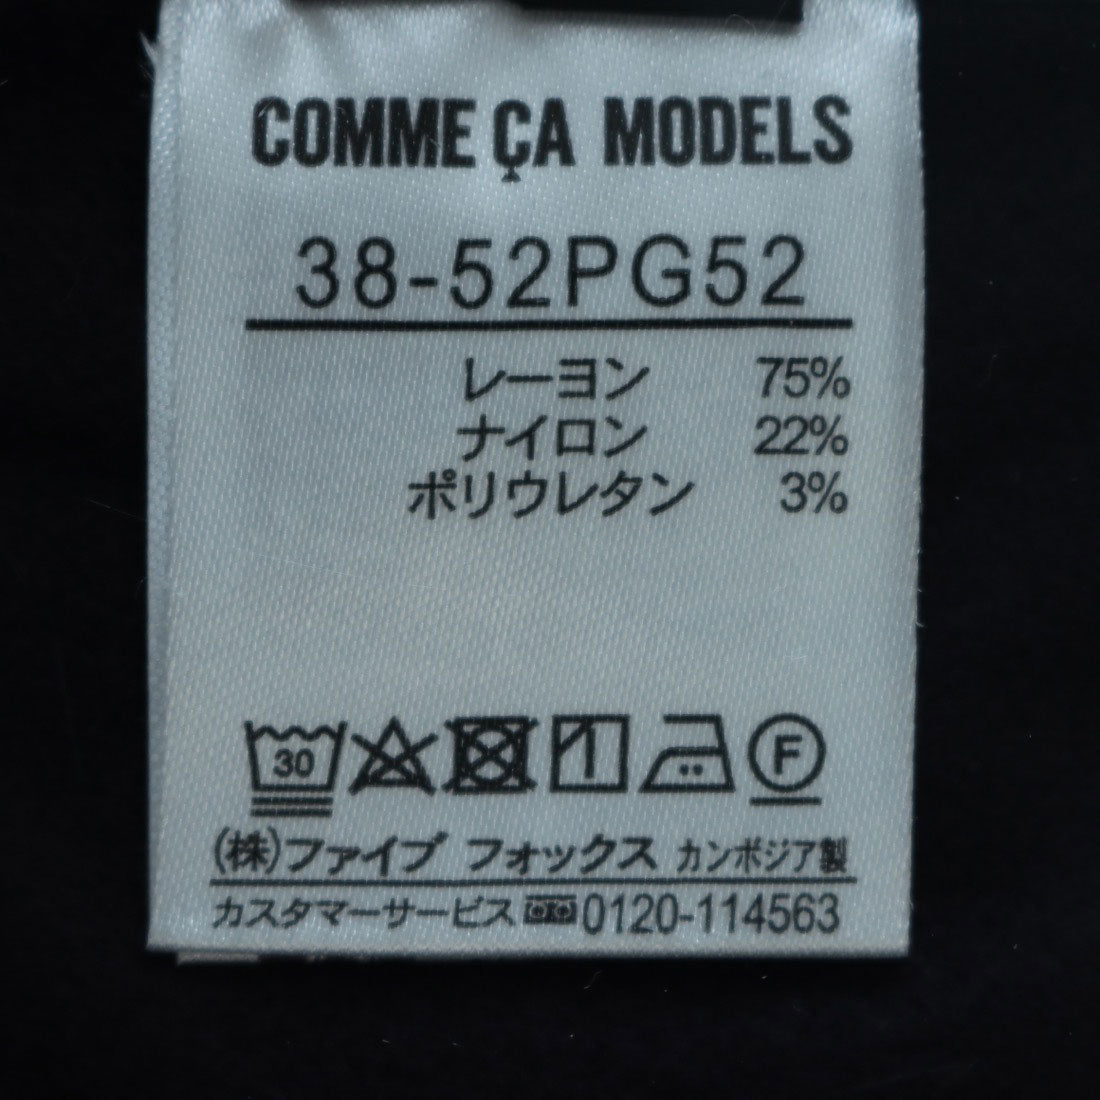 COMME ÇA MODELS
38-52PG52
レーヨン 75%
ナイロン 22%
ポリウレタン 3%
30 F
(株)ファイブ フォックス カンボジア製
カスタマーサービス 0120-114563